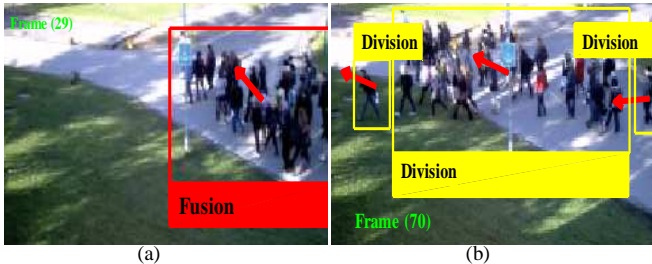 Frame (29)
Fusion
(a)
Division
Division
Division
Frame (70)
(b)